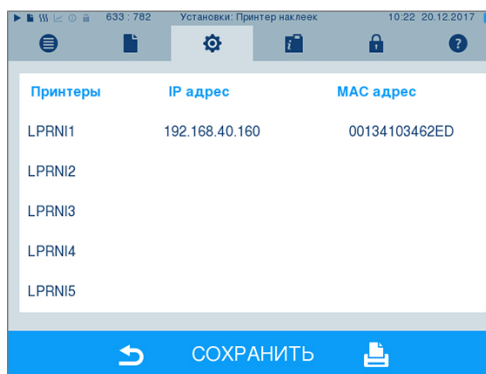 633 : 782 Установки: Принтер наклеек 10:22 20.12.2017
Принтеры IP адрес MAC адрес
LPRNI1 192.168.40.160 00134103462ED
LPRNI2
LPRNI3
LPRNI4
LPRNI5
СОХРАНИТЬ